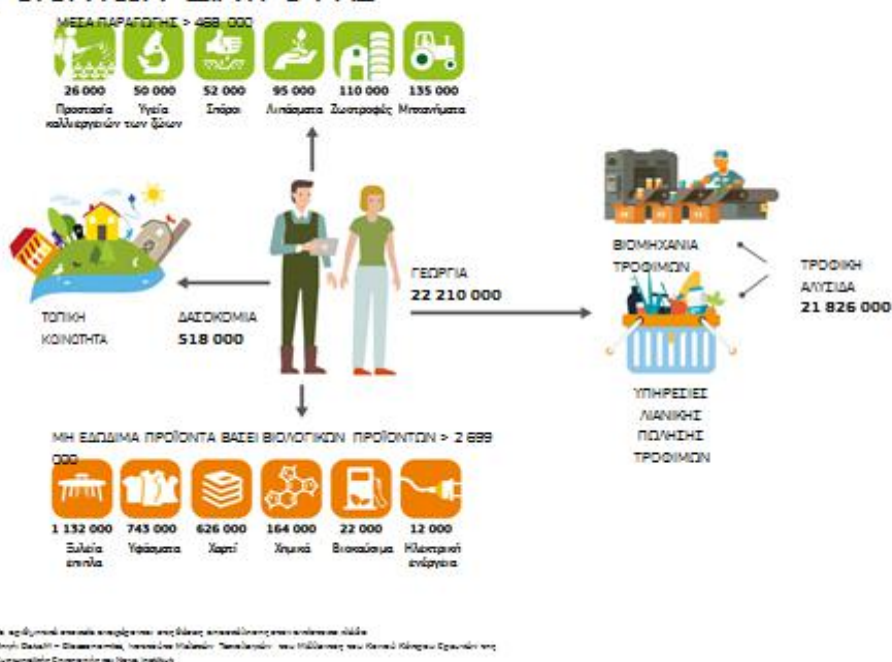 ΜΕΣΑ ΠΑΡΑΓΩΓΗΣ > 468 000
26 000 50 000 52 000 95 000 110 000 135 000
Προστασία καλλιεργειών Υγεία των ζώων Σπόροι Λιπάσματα Ζωοτροφές Μηχανήματα
ΓΕΩΡΓΙΑ
22 210 000
ΤΟΠΙΚΗ
ΚΟΙΝΟΤΗΤΑ
ΔΑΣΟΚΟΜΙΑ
518 000
ΒΙΟΜΗΧΑΝΙΑ
ΤΡΟΦΙΜΩΝ
ΤΡΟΦΙΚΗ
ΑΛΥΣΙΔΑ
21 826 000
ΥΠΗΡΕΣΙΕΣ
ΛΙΑΝΙΚΗΣ
ΠΩΛΗΣΗΣ
ΤΡΟΦΙΜΩΝ
ΜΗ ΕΔΩΔΙΜΑ ΠΡΟΪΟΝΤΑ ΒΑΣΕΙ ΒΙΟΛΟΓΙΚΩΝ ΠΡΟΪΟΝΤΩΝ > 2 699
000
1 132 000 743 000 626 000 164 000 22 000 12 000
Ξυλεία Υφάσματα Χαρτί Χημικά Βιοκαύσιμα Ηλεκτρική
έπιπλα ενέργεια